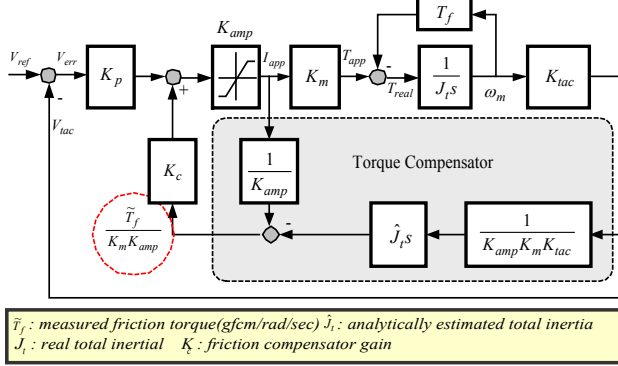 T_f
K_amp
V_ref
V_err
K_p
+
I_app
K_m
T_app
-
T_real
1
J_t s
ω_m
K_tac
-
V_tac
K_c
1
K_amp
Torque Compensator
T̃_f
K_m K_amp
-
Ĵ_t s
1
K_amp K_m K_tac
T̃_f : measured friction torque(gfcm/rad/sec) Ĵ_t : analytically estimated total inertia
J_t : real total inertial K_c : friction compensator gain